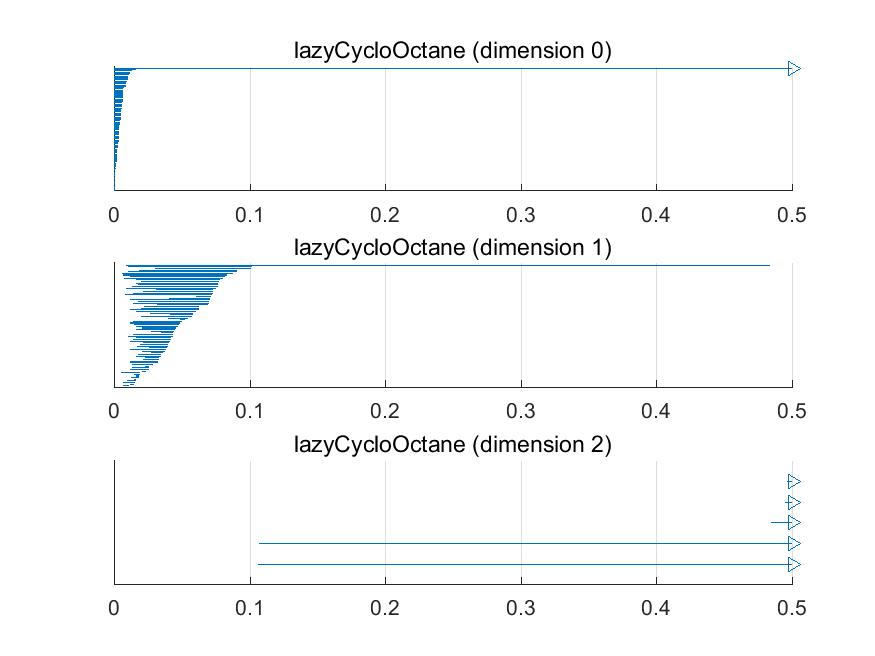 lazyCycloOctane (dimension 0)
0 0.1 0.2 0.3 0.4 0.5
lazyCycloOctane (dimension 1)
0 0.1 0.2 0.3 0.4 0.5
lazyCycloOctane (dimension 2)
0 0.1 0.2 0.3 0.4 0.5